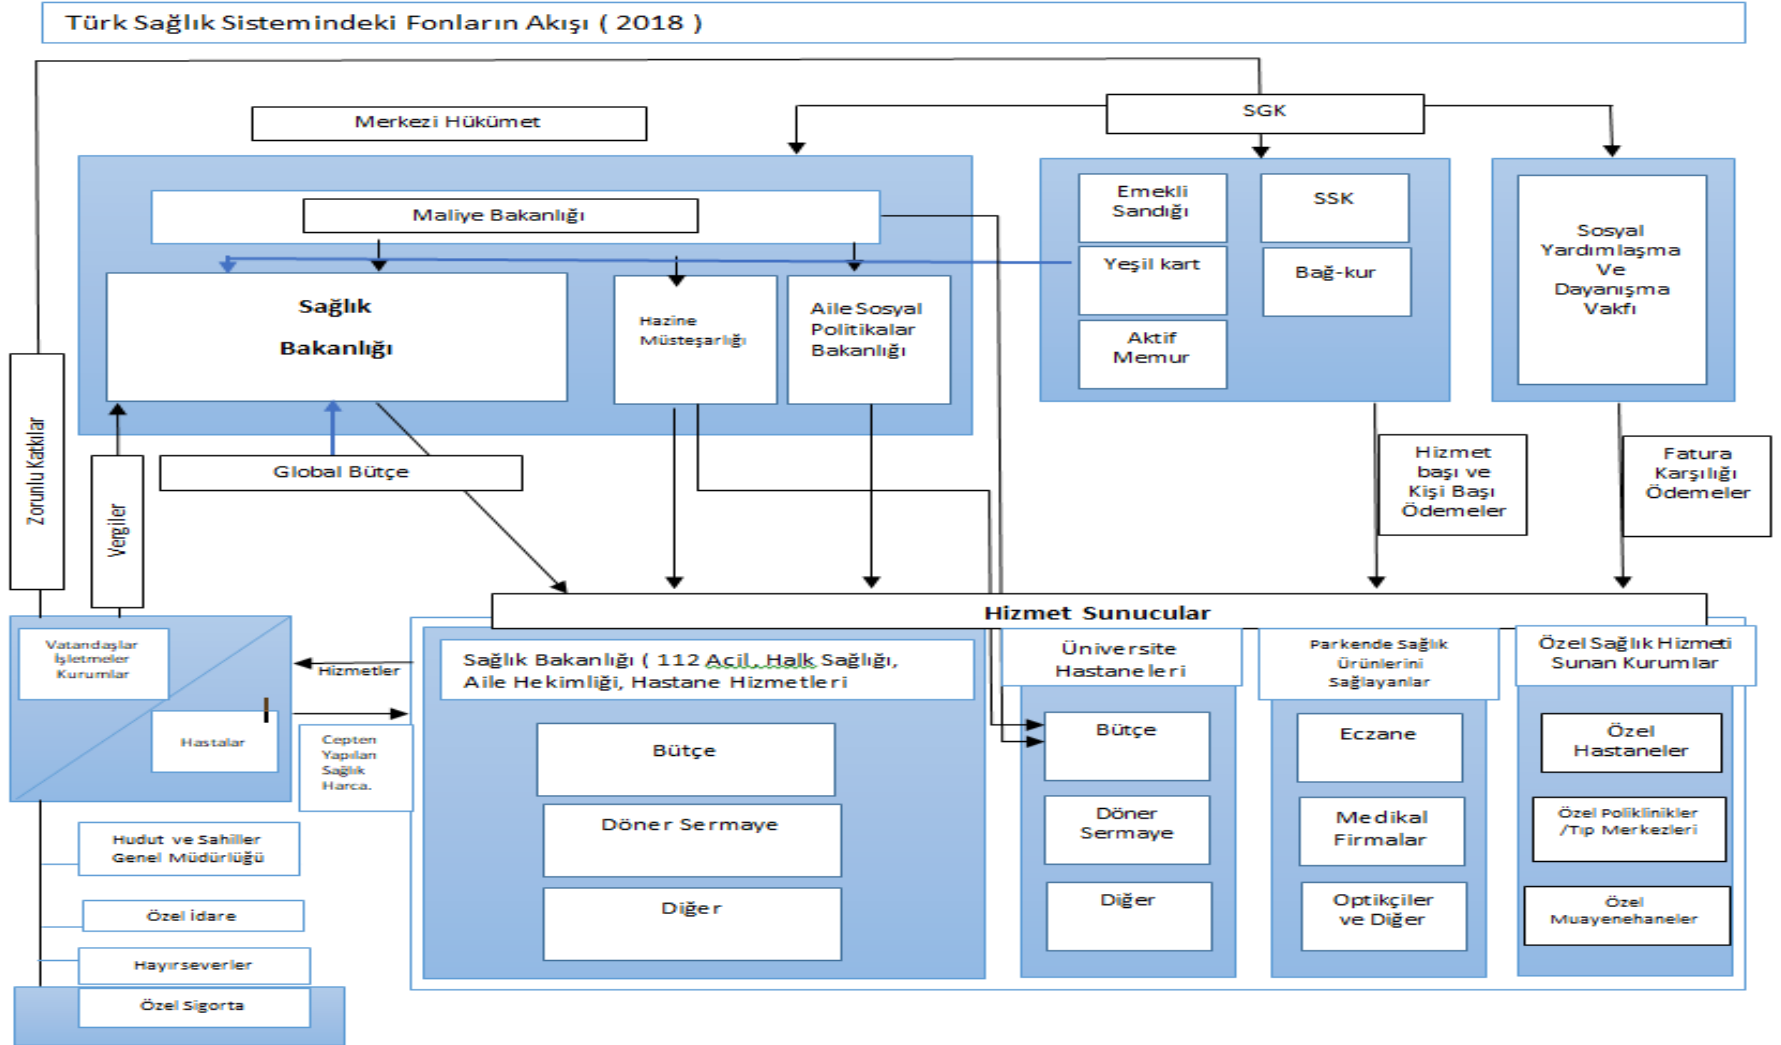 Türk Sağlık Sistemindeki Fonların Akışı ( 2018 )
SGK
Merkezi Hükümet
Maliye Bakanlığı
Sağlık
Bakanlığı
Hazine
Müsteşarlığı
Aile Sosyal
Politikalar
Bakanlığı
Emekli
Sandığı
SSK
Yeşil kart
Bağ-kur
Aktif
Memur
Sosyal
Yardımlaşma
Ve
Dayanışma
Vakfı
Zorunlu Katkılar
Vergiler
Global Bütçe
Hizmet
başı ve
Kişi Başı
Ödemeler
Fatura
Karşılığı
Ödemeler
Hizmet Sunucular
Vatandaşlar
İşletmeler
Kurumlar
Hastalar
Hizmetler
Cepten
Yapılan
Sağlık
Harca.
Sağlık Bakanlığı ( 112 Acil, Halk Sağlığı,
Aile Hekimliği, Hastane Hizmetleri
Bütçe
Döner Sermaye
Diğer
Üniversite
Hastaneleri
Bütçe
Döner
Sermaye
Diğer
Parkende Sağlık
Ürünlerini
Sağlayanlar
Eczane
Medikal
Firmalar
Optikçiler
ve Diğer
Özel Sağlık Hizmeti
Sunan Kurumlar
Özel
Hastaneler
Özel Poliklinikler
/Tıp Merkezleri
Özel
Muayenehaneler
Hudut ve Sahiller
Genel Müdürlüğü
Özel İdare
Hayırseverler
Özel Sigorta